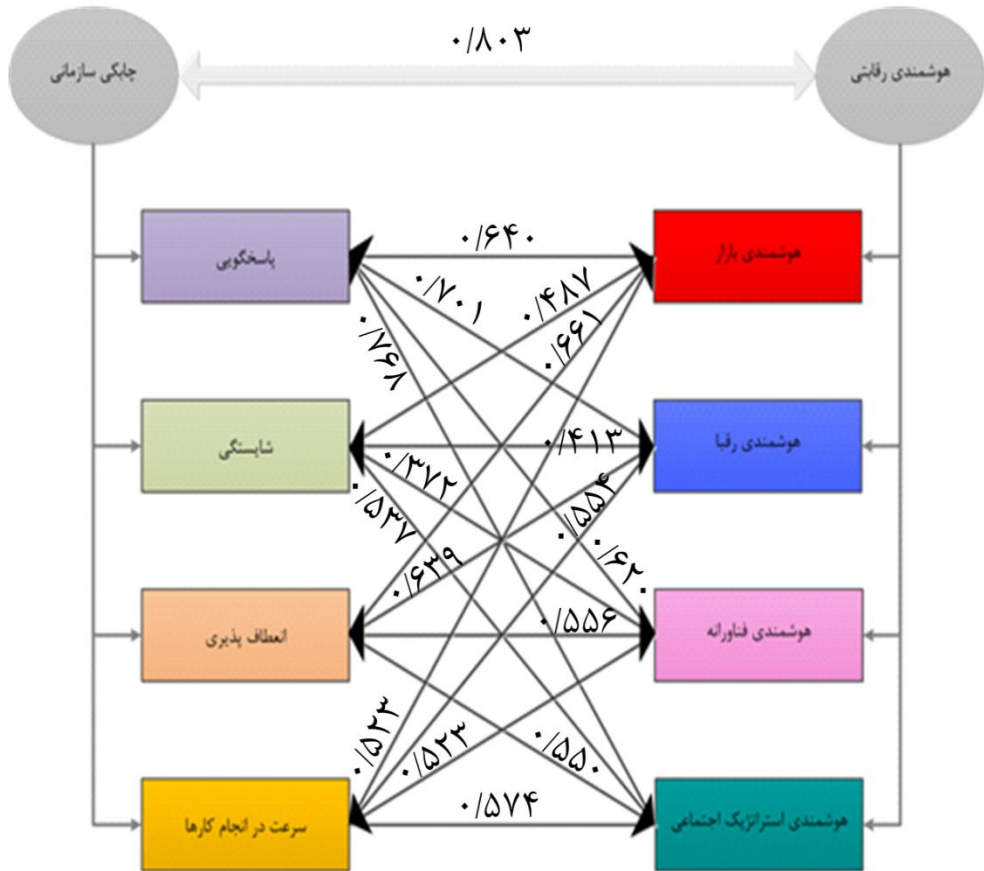 ۰/۸۰۳
هوشمندی رقابتی
چابکی سازمانی
هوشمندی بازار
۰/۶۴۰
پاسخگویی
۰/۴۸۷
۰/۷۰۱
۰/۶۶۱
۰/۷۶۸
هوشمندی رقبا
۰/۴۱۳
شایستگی
۰/۳۷۲
۰/۵۵۴
۰/۵۳۷
۰/۶۲۰
۰/۶۳۹
هوشمندی فناورانه
۰/۵۵۶
انعطاف پذیری
۰/۵۲۳
۰/۵۲۳
۰/۵۵۰
هوشمندی استراتژیک اجتماعی
۰/۵۷۴
سرعت در انجام کارها